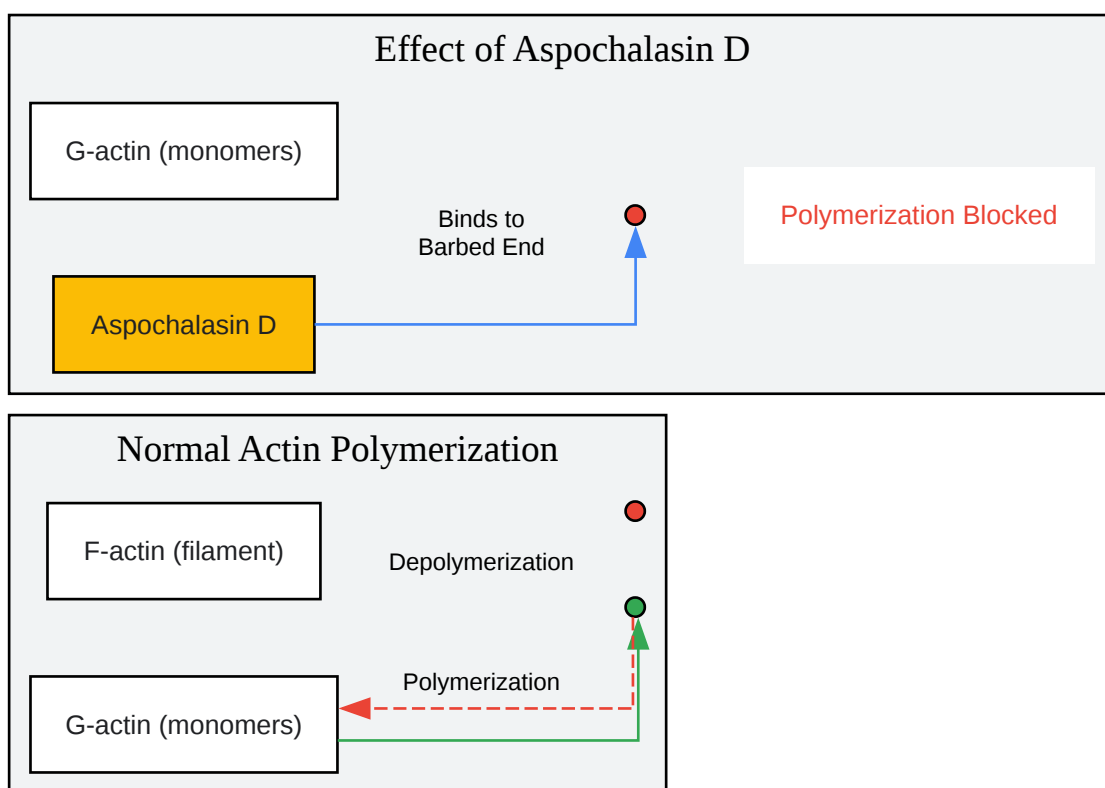 Effect of Aspochalasin D
G-actin (monomers)
Binds to
Barbed End
Polymerization Blocked
Aspochalasin D
Normal Actin Polymerization
F-actin (filament)
Depolymerization
Polymerization
G-actin (monomers)